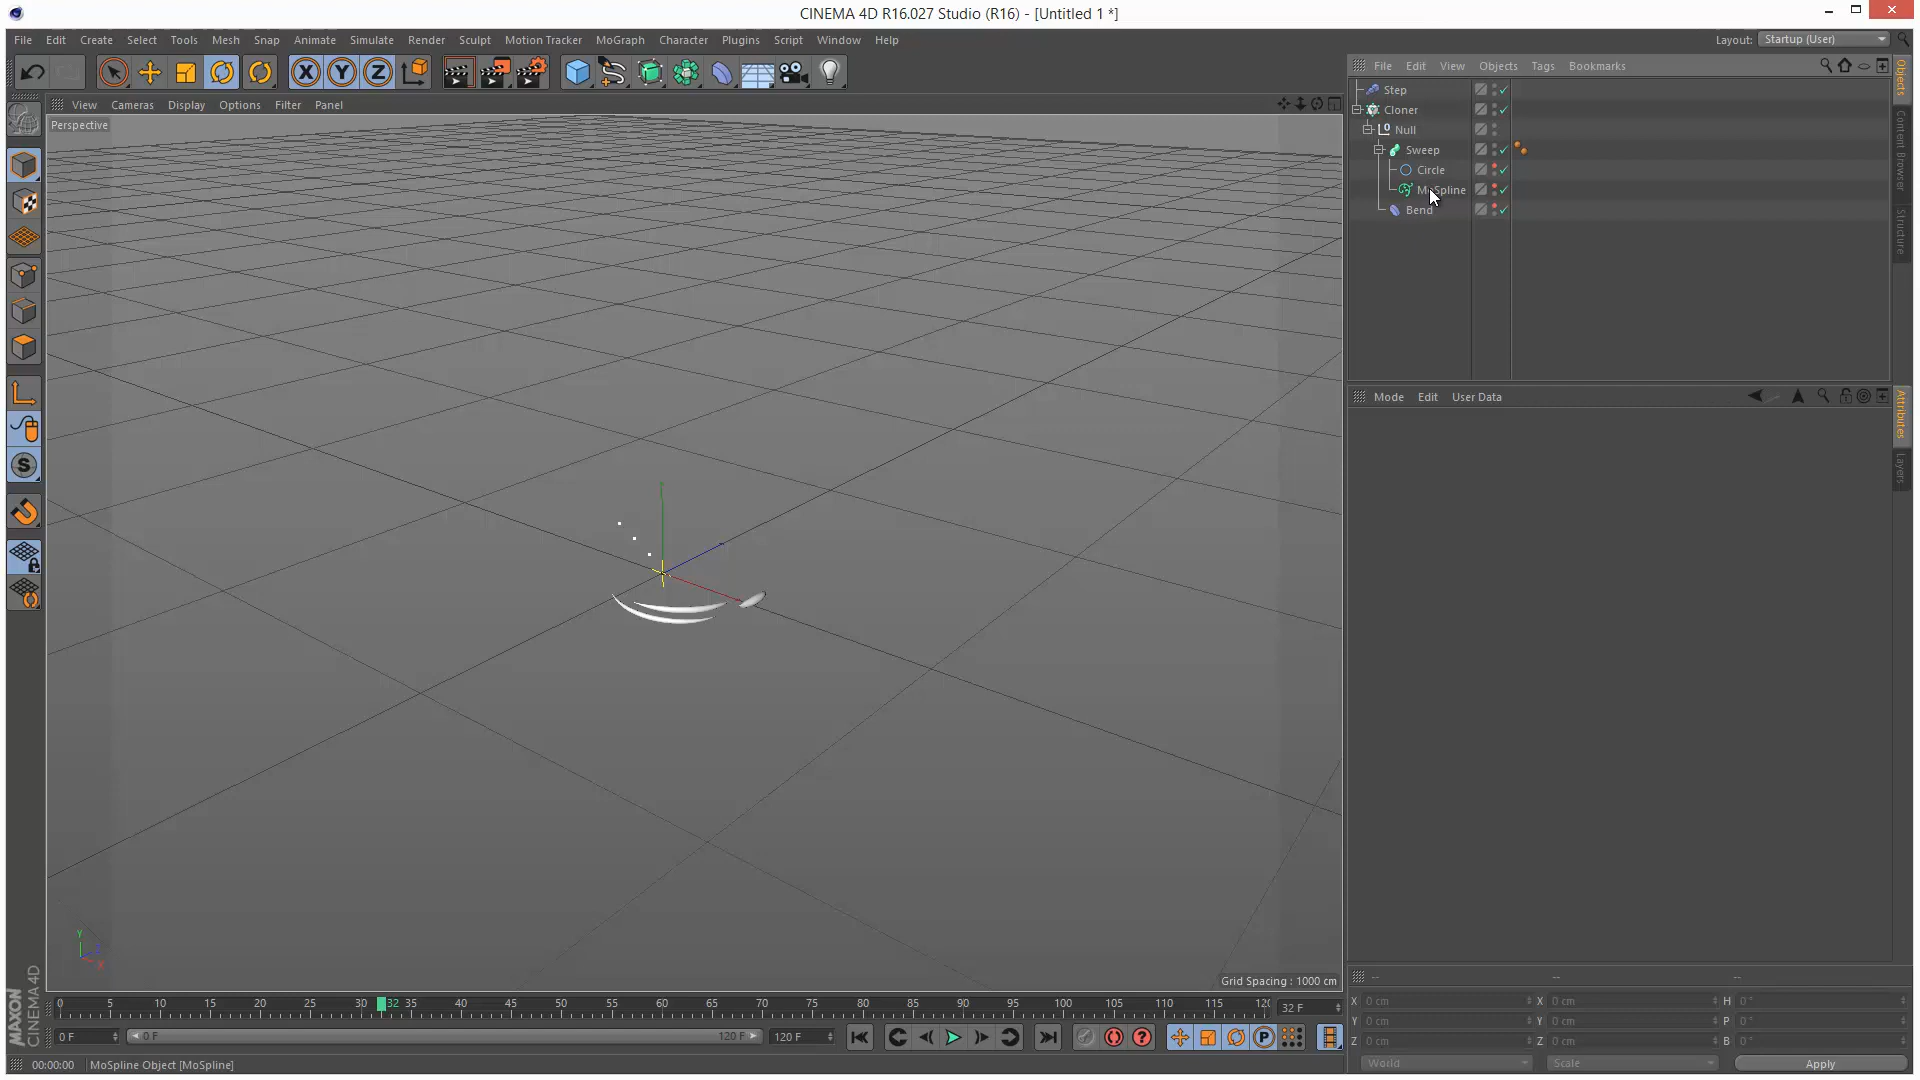 CINEMA 4D R16.027 Studio (R16) - [Untitled 1 *]
File Edit Create Select Tools Mesh Snap Animate Simulate Render Sculpt Motion Tracker MoGraph Character Plugins Script Window Help
Layout: Startup (User)
X Y Z
File Edit View Objects Tags Bookmarks
View Cameras Display Options Filter Panel
Perspective
Step
Cloner
Null
Sweep
Circle
MoSpline
Bend
Objects
Content Browser
Structure
Mode Edit User Data
Attributes
Layers
S
Y
Z
X
Grid Spacing : 1000 cm
0 5 10 15 20 25 30 32 35 40 45 50 55 60 65 70 75 80 85 90 95 100 105 110 115 120
32 F
0 F
0 F
120 F
120 F
P
X 0 cm X 0 cm H 0 °
Y 0 cm Y 0 cm P 0 °
Z 0 cm Z 0 cm B 0 °
World Scale Apply
00:00:00 MoSpline Object [MoSpline]
MAXON
CINEMA 4D